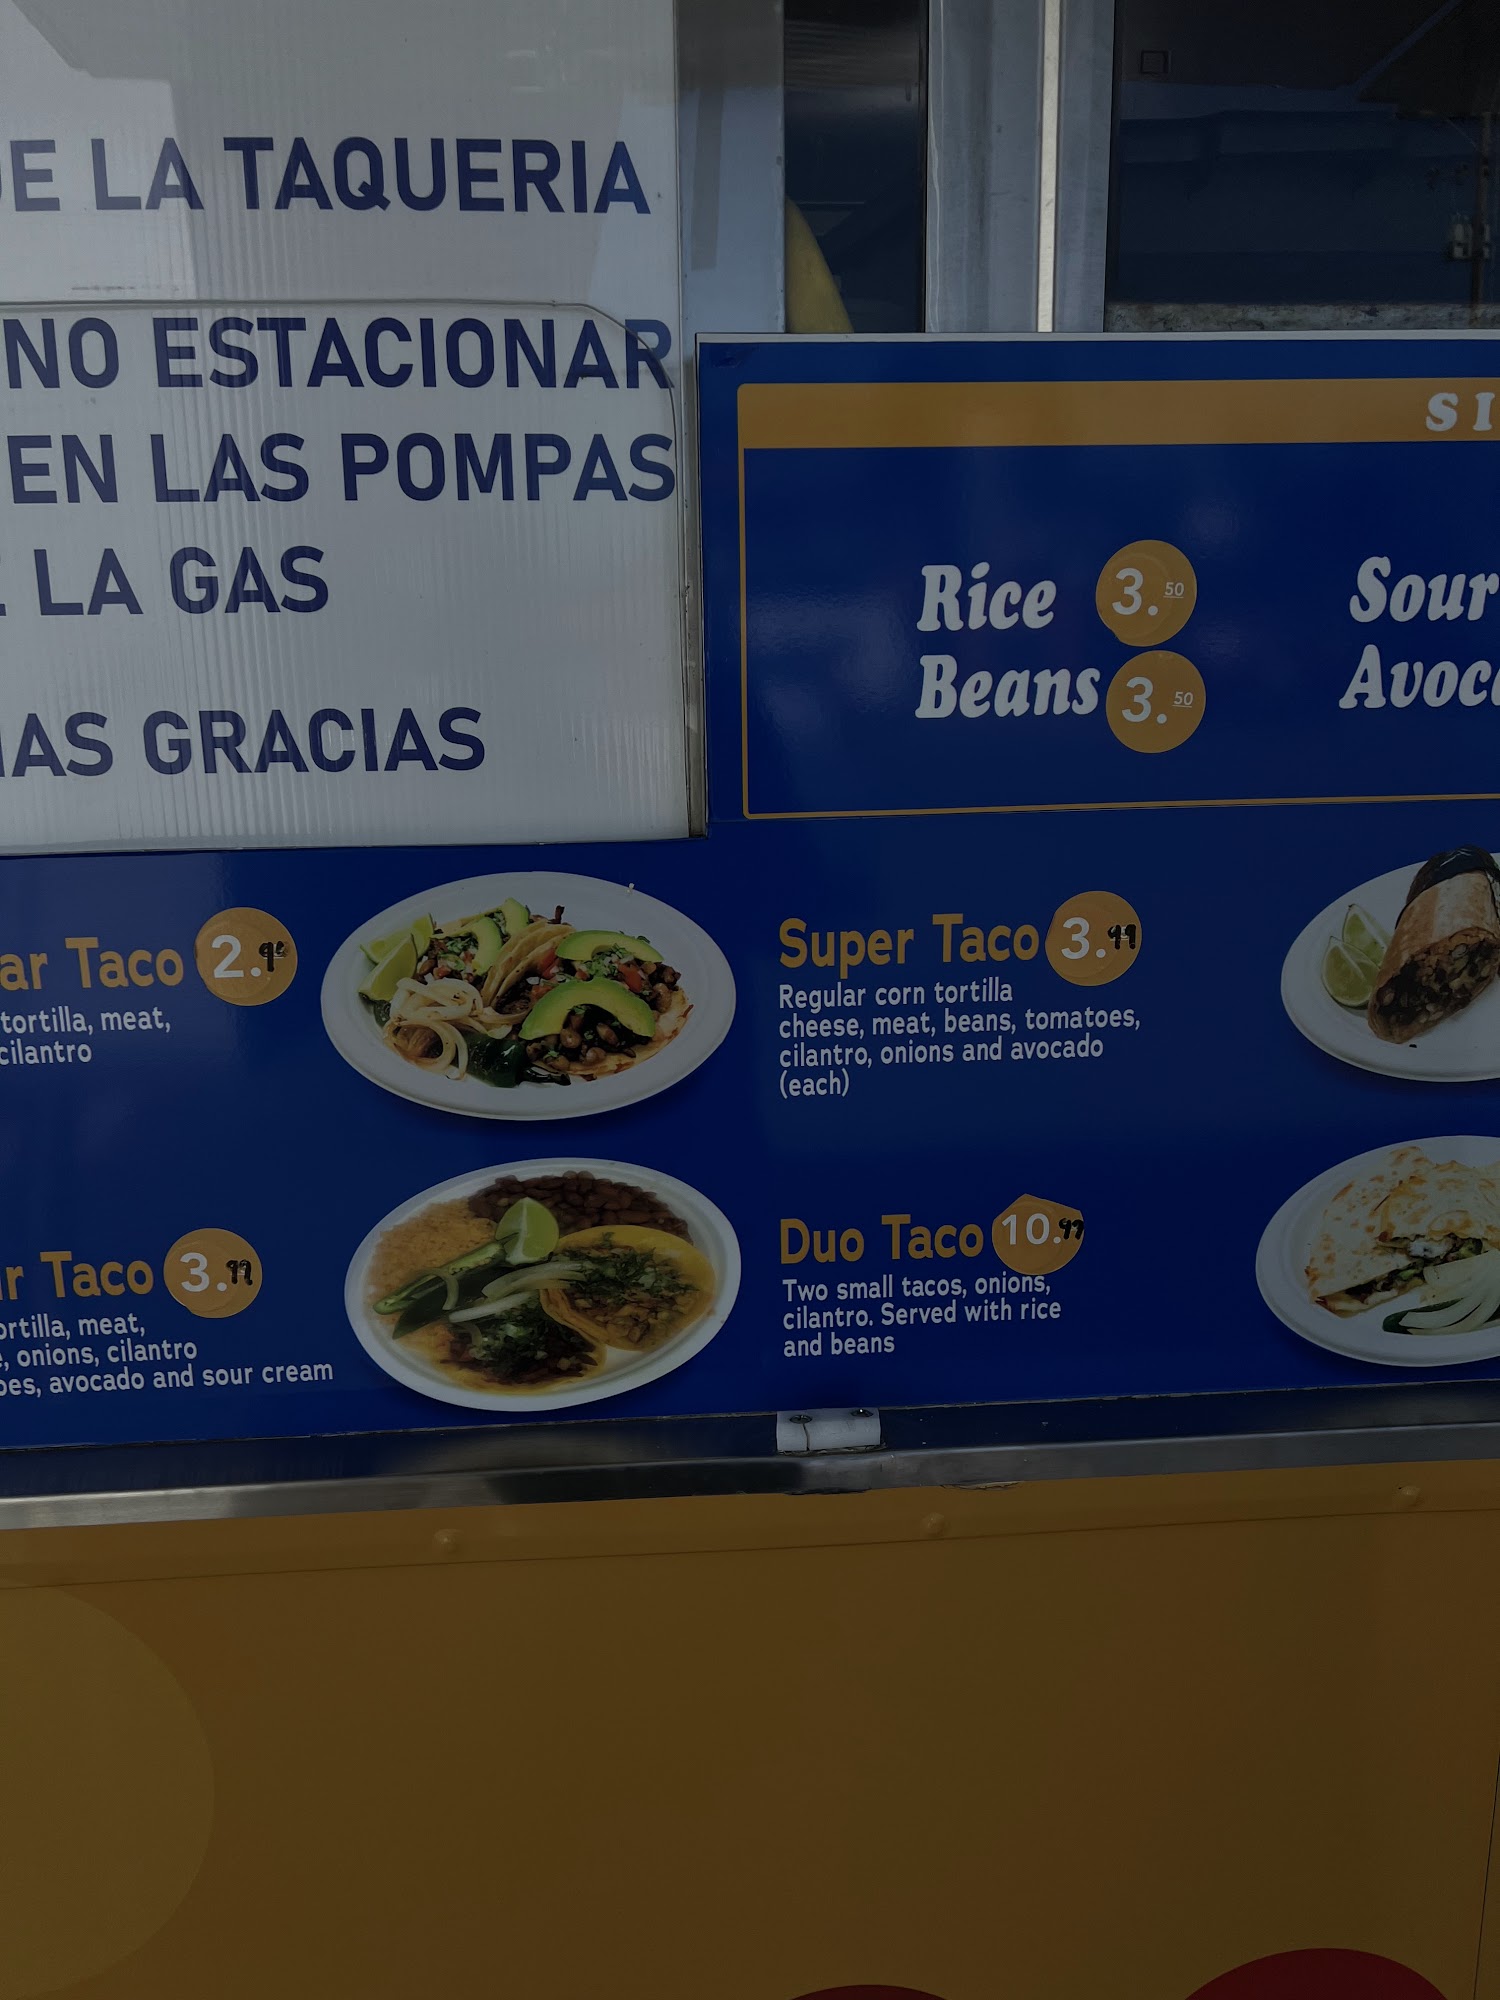 DE LA TAQUERIA
NO ESTACIONAR
EN LAS POMPAS
LA GAS
GRACIAS
SI
Rice 3.50
Beans 3.50
Sour
ar Taco 2.99
tortilla, meat,
cilantro
Super Taco 3.99
Regular corn tortilla
cheese, meat, beans, tomatoes,
cilantro, onions and avocado
(each)
r Taco 3.99
ortilla, meat,
, onions, cilantro
oes, avocado and sour cream
Duo Taco 10.99
Two small tacos, onions,
cilantro. Served with rice
and beans